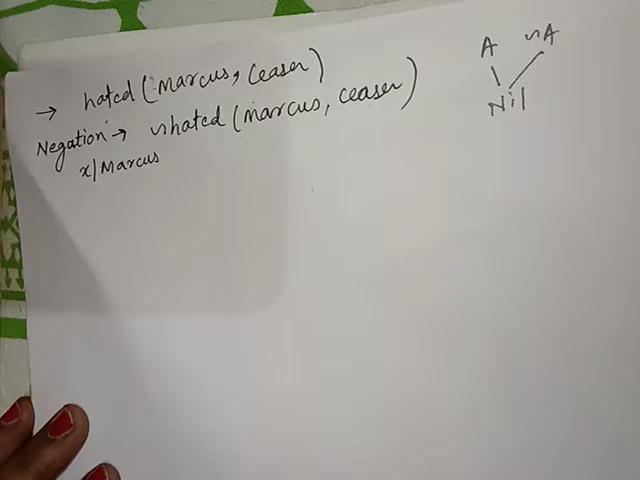 → hated (Marcus, Ceaser)
Negation → ~hated (marcus, ceaser)
x/Marcus
A ~A
Nil